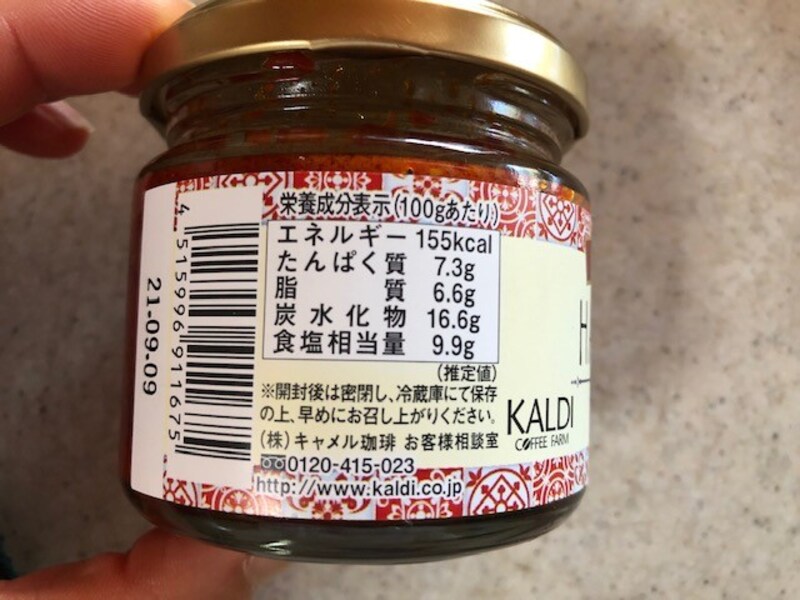 栄養成分表示(100gあたり)
エネルギー 155kcal
たんぱく質 7.3g
脂質 6.6g
炭水化物 16.6g
食塩相当量 9.9g
(推定値)
※開封後は密閉し、冷蔵庫にて保存
の上、早めにお召し上がりください。
(株)キャメル珈琲 お客様相談室
0120-415-023
http://www.kaldi.co.jp
4 515996 911675
21-09.09
KALDI
COFFEE FARM